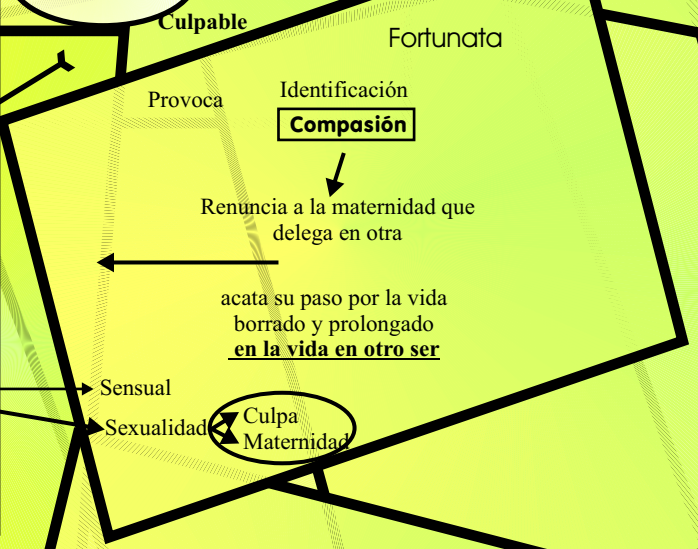 Culpable
Fortunata
Identificación
Provoca
Compasión
Renuncia a la maternidad que
delega en otra
acata su paso por la vida
borrado y prolongado
en la vida en otro ser
Sensual
Sexualidad
Culpa
Maternidad